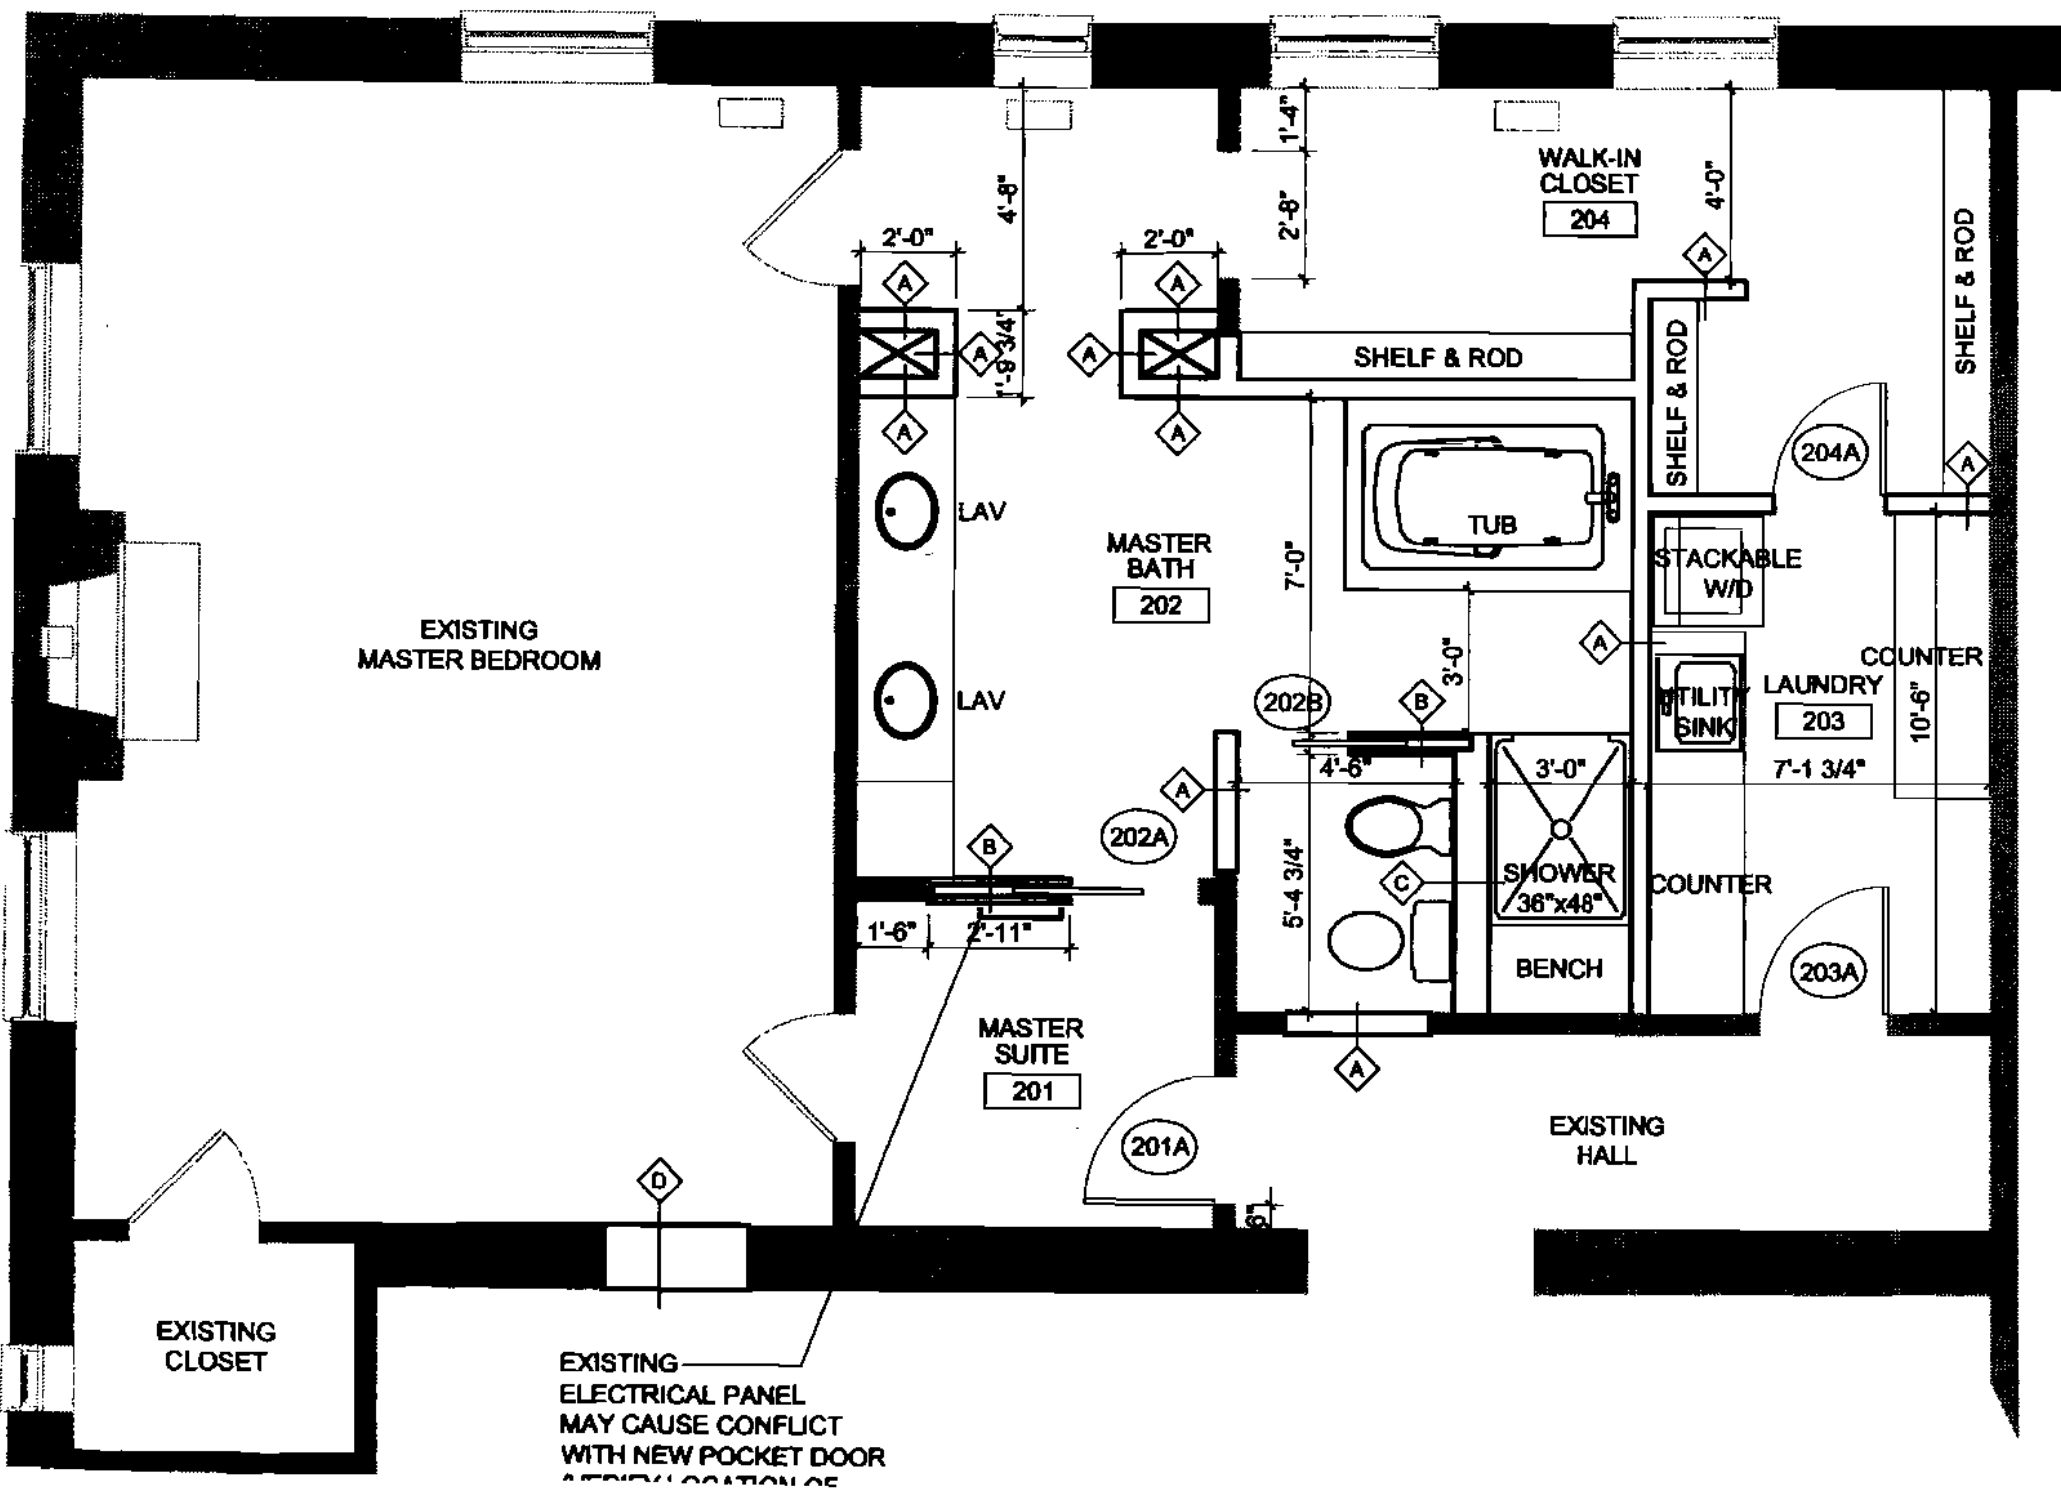 1'-4"
WALK-IN
CLOSET
204
4'-0"
4'-8"
2'-8"
2'-0"
2'-0"
A
A
A
SHELF & ROD
A
1'-9 3/4"
A
SHELF & ROD
SHELF & ROD
A
A
204A
A
LAV
TUB
MASTER
BATH
202
7'-0"
STACKABLE
W/D
EXISTING
MASTER BEDROOM
A
3'-0"
COUNTER
LAV
202B
B
UTILITY
SINK
LAUNDRY
203
10'-6"
4'-6"
3'-0"
7'-1 3/4"
A
202A
B
5'-4 3/4"
C
SHOWER
36"x48"
COUNTER
1'-6"
2'-11"
BENCH
203A
MASTER
SUITE
201
A
EXISTING
HALL
201A
D
6"
EXISTING
CLOSET
EXISTING
ELECTRICAL PANEL
MAY CAUSE CONFLICT
WITH NEW POCKET DOOR